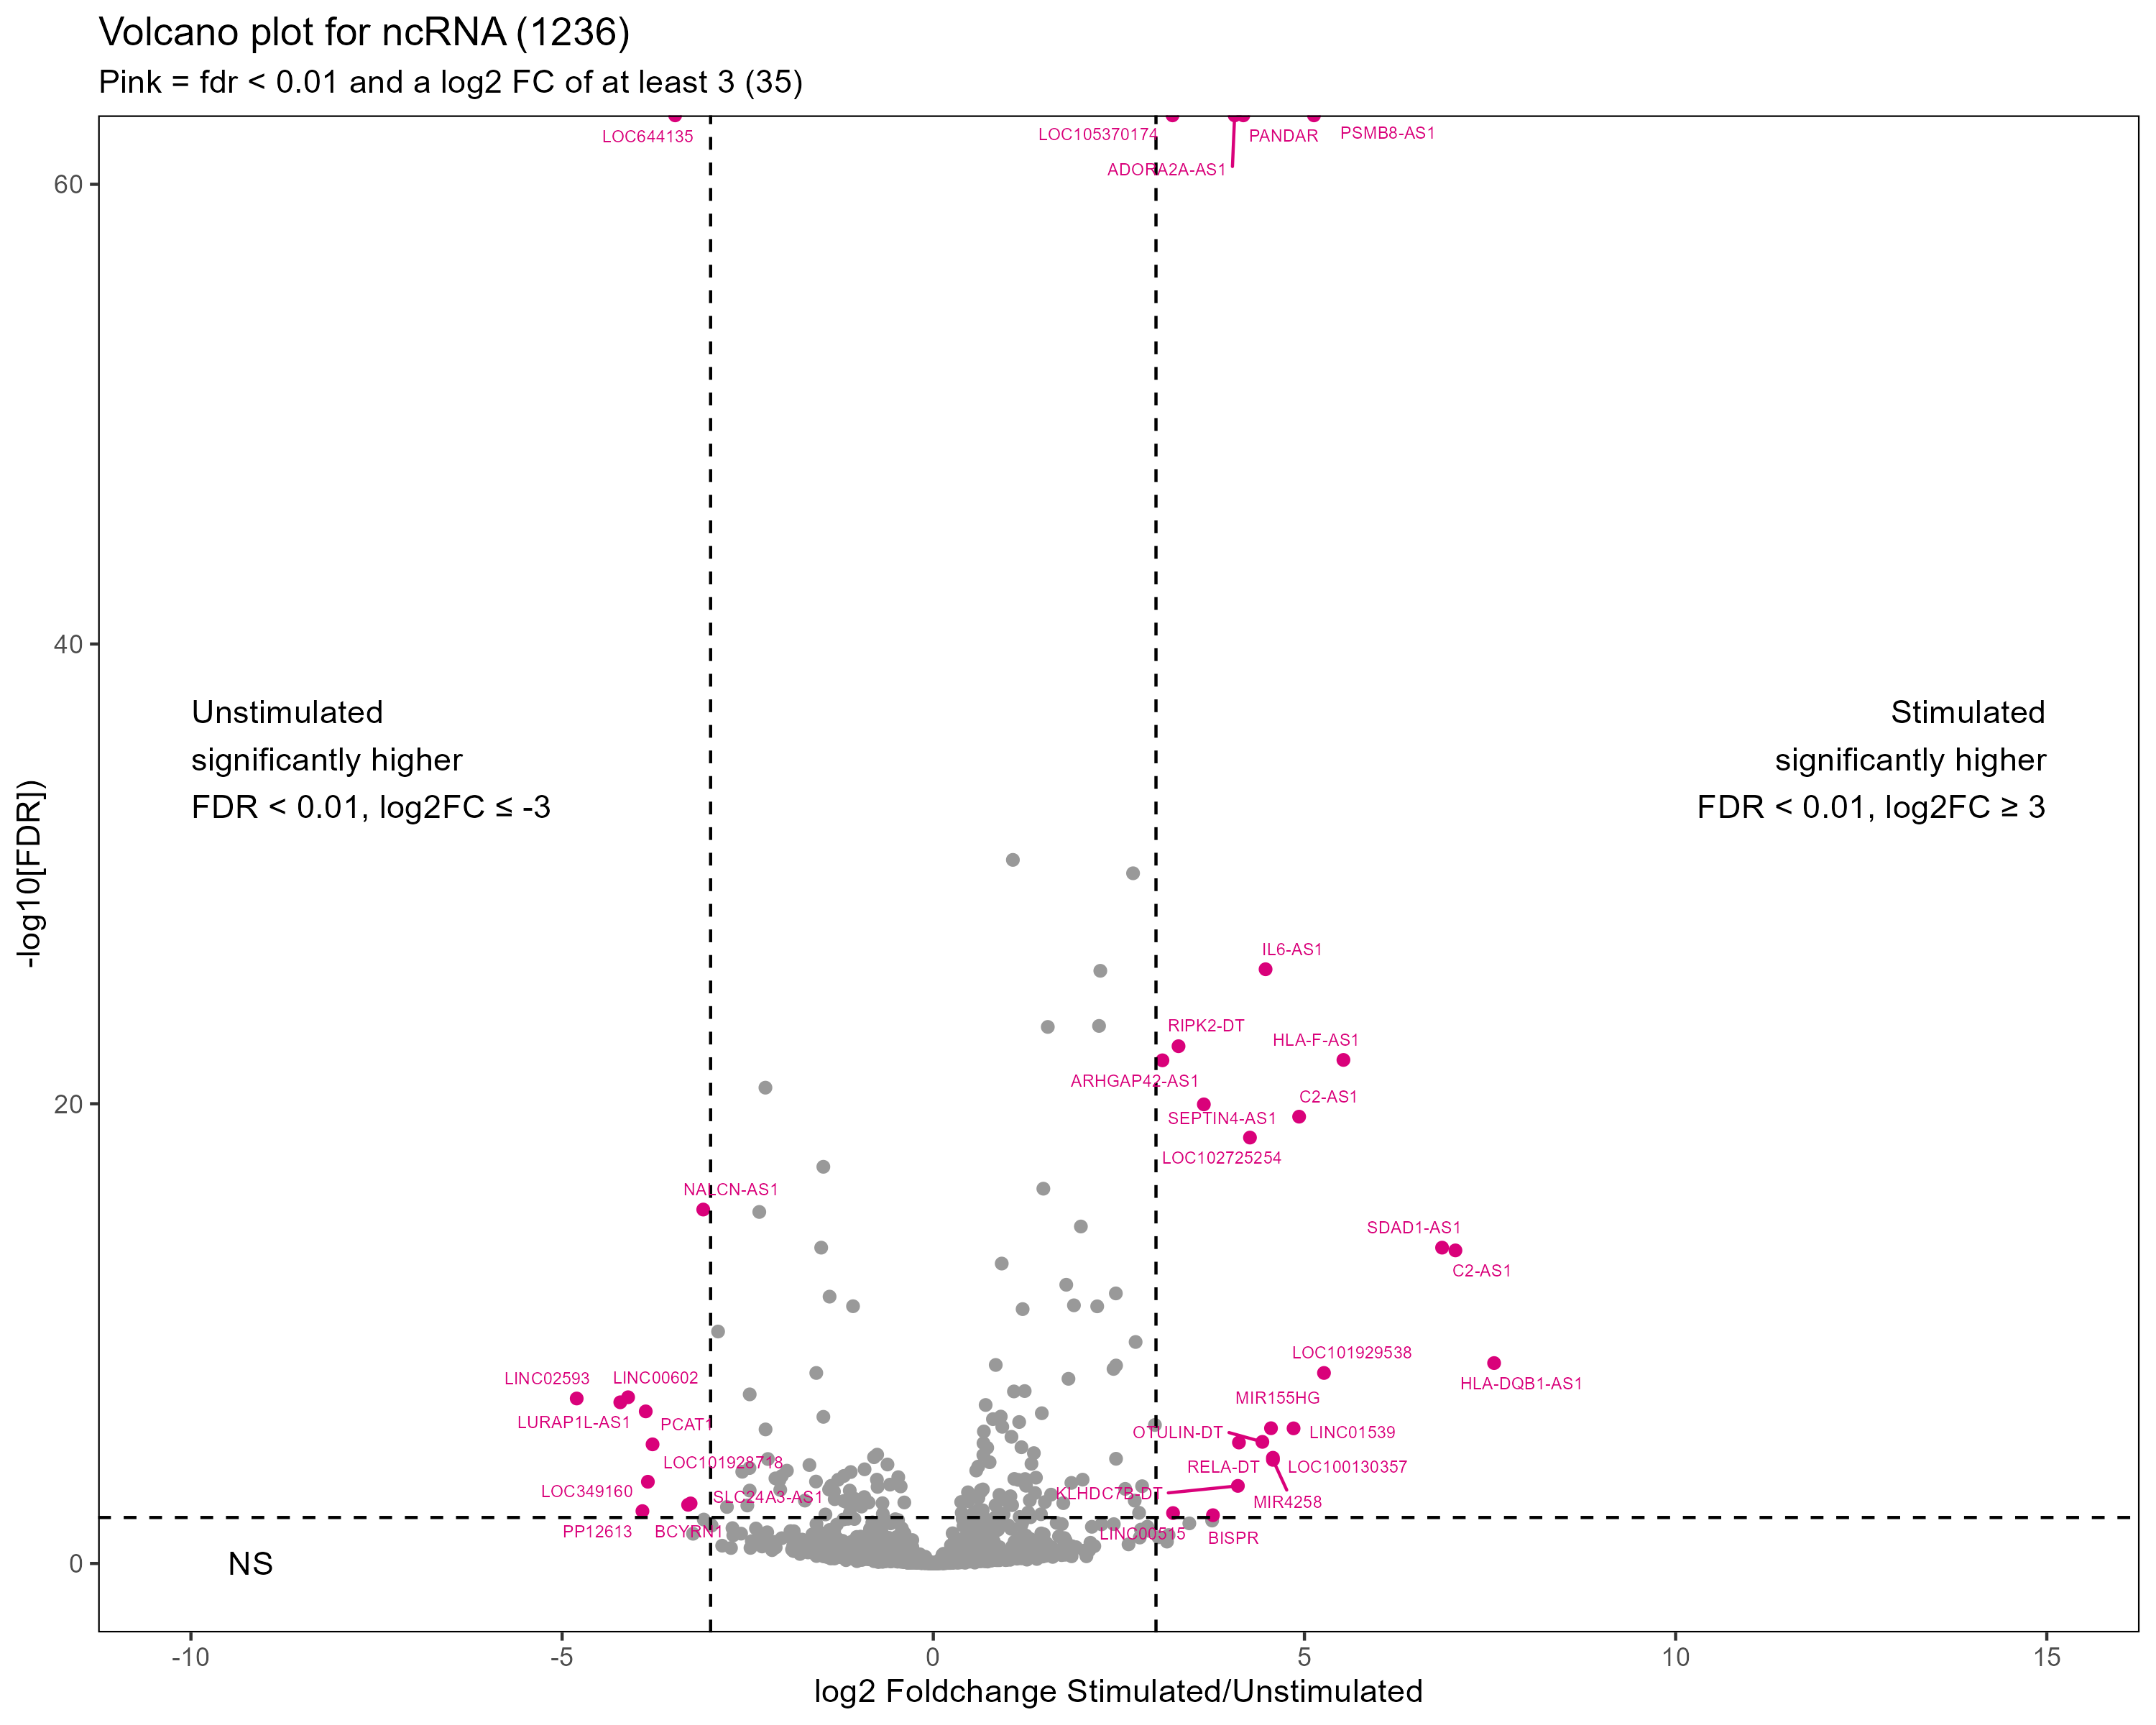 Volcano plot for ncRNA (1236)
Pink = fdr < 0.01 and a log2 FC of at least 3 (35)
LOC644135
LOC105370174
PANDAR
PSMB8-AS1
ADORA2A-AS1
60
40
20
0
-log10[FDR])
Unstimulated
significantly higher
FDR < 0.01, log2FC ≤ -3
Stimulated
significantly higher
FDR < 0.01, log2FC ≥ 3
IL6-AS1
RIPK2-DT
HLA-F-AS1
ARHGAP42-AS1
C2-AS1
SEPTIN4-AS1
LOC102725254
NALCN-AS1
SDAD1-AS1
C2-AS1
LOC101929538
HLA-DQB1-AS1
LINC02593
LINC00602
MIR155HG
LURAP1L-AS1
PCAT1
OTULIN-DT
LINC01539
LOC101928718
RELA-DT
LOC100130357
LOC349160
SLC24A3-AS1
KLHDC7B-DT
MIR4258
PP12613
BCYRN1
LINC00515
BISPR
NS
-10
-5
0
5
10
15
log2 Foldchange Stimulated/Unstimulated